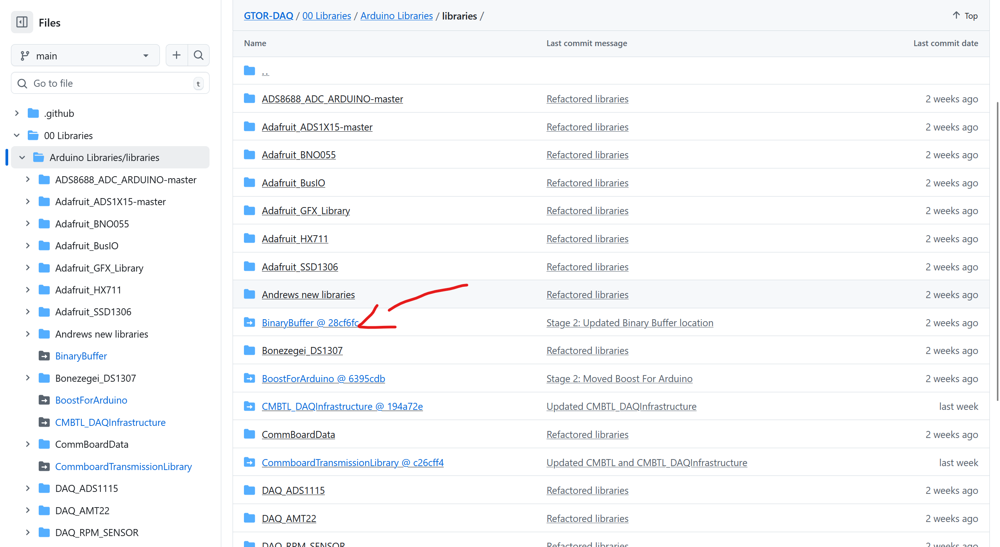 Files
main
Go to file
t
.github
00 Libraries
Arduino Libraries/libraries
ADS8688_ADC_ARDUINO-master
Adafruit_ADS1X15-master
Adafruit_BNO055
Adafruit_BusIO
Adafruit_GFX_Library
Adafruit_HX711
Adafruit_SSD1306
Andrews new libraries
BinaryBuffer
Bonezegei_DS1307
BoostForArduino
CMBTL_DAQInfrastructure
CommBoardData
CommboardTransmissionLibrary
DAQ_ADS1115
DAQ_AMT22
DAQ_RPM_SENSOR
GTOR-DAQ / 00 Libraries / Arduino Libraries / libraries /
Top
Name Last commit message Last commit date
..
ADS8688_ADC_ARDUINO-master Refactored libraries 2 weeks ago
Adafruit_ADS1X15-master Refactored libraries 2 weeks ago
Adafruit_BNO055 Refactored libraries 2 weeks ago
Adafruit_BusIO Refactored libraries 2 weeks ago
Adafruit_GFX_Library Refactored libraries 2 weeks ago
Adafruit_HX711 Refactored libraries 2 weeks ago
Adafruit_SSD1306 Refactored libraries 2 weeks ago
Andrews new libraries Refactored libraries 2 weeks ago
BinaryBuffer @ 28cf6fc Stage 2: Updated Binary Buffer location 2 weeks ago
Bonezegei_DS1307 Refactored libraries 2 weeks ago
BoostForArduino @ 6395cdb Stage 2: Moved Boost For Arduino 2 weeks ago
CMBTL_DAQInfrastructure @ 194a72e Updated CMBTL_DAQInfrastructure last week
CommBoardData Refactored libraries 2 weeks ago
CommboardTransmissionLibrary @ c26cff4 Updated CMBTL and CMBTL_DAQInfrastructure last week
DAQ_ADS1115 Refactored libraries 2 weeks ago
DAQ_AMT22 Refactored libraries 2 weeks ago
DAQ_RPM_SENSOR Refactored libraries 2 weeks ago